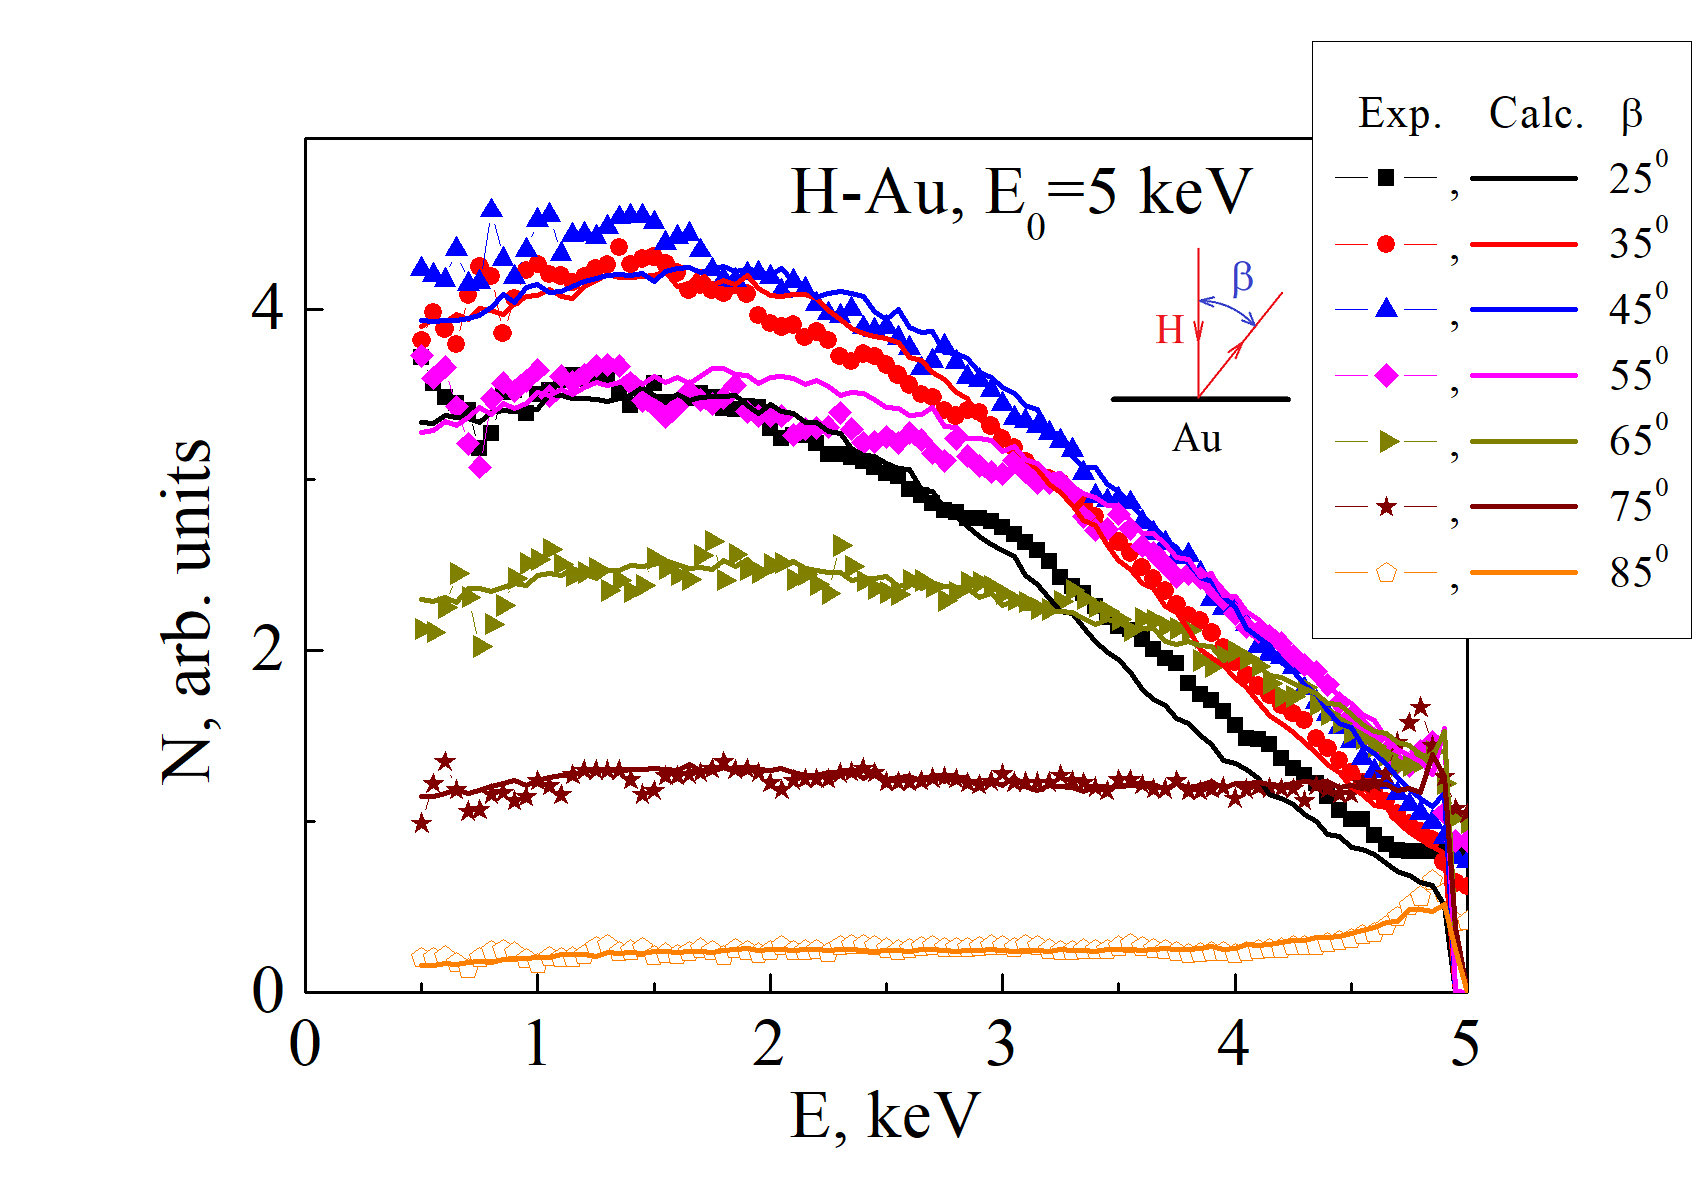 Exp. Calc. β
, 25⁰
, 35⁰
, 45⁰
, 55⁰
, 65⁰
, 75⁰
, 85⁰
H-Au, E₀=5 keV
β
H
Au
N, arb. units
4
2
0
0 1 2 3 4 5
E, keV